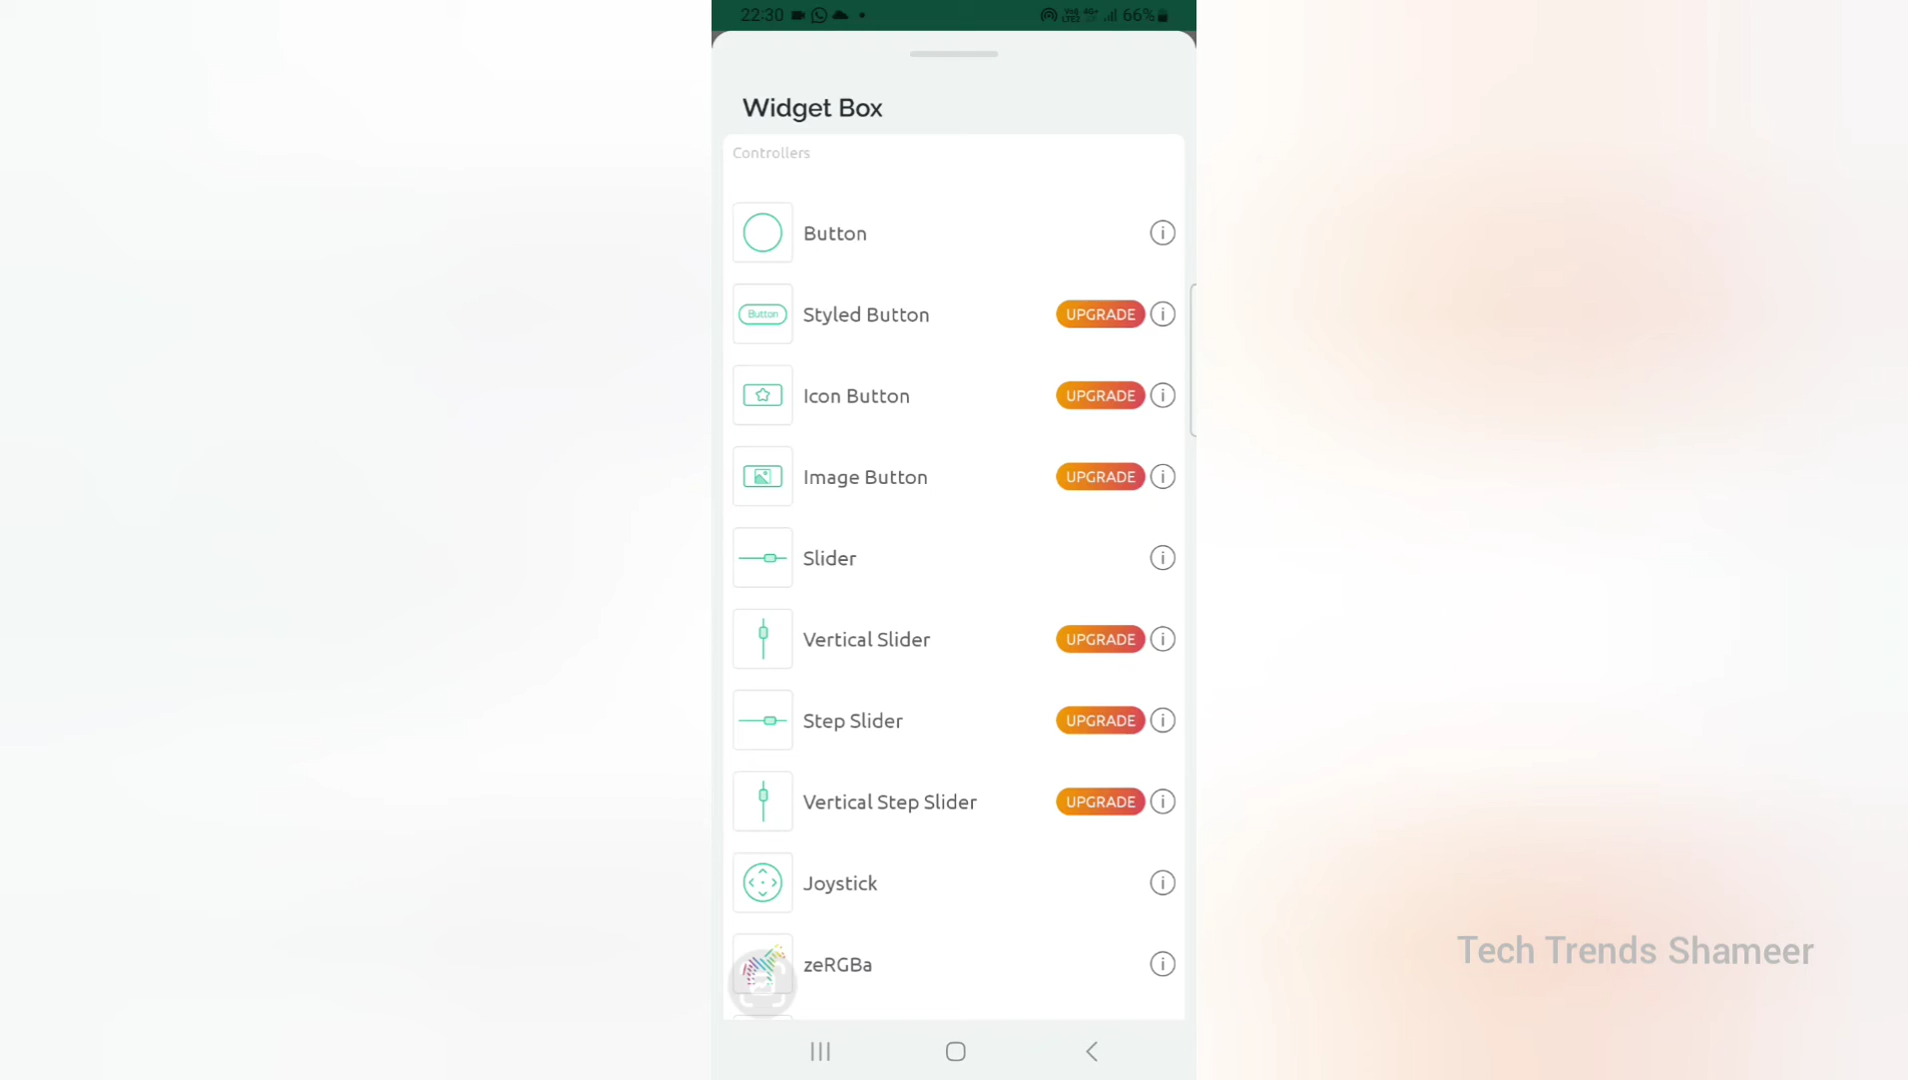 22:30 66%
Widget Box
Controllers
Button
Button
Styled Button UPGRADE
Icon Button UPGRADE
Image Button UPGRADE
Slider
Vertical Slider UPGRADE
Step Slider UPGRADE
Vertical Step Slider UPGRADE
Joystick
zeRGBa
Tech Trends Shameer